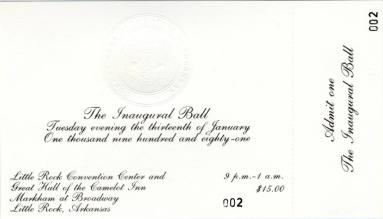 The Inaugural Ball
Tuesday evening the thirteenth of January
One thousand nine hundred and eighty-one
Little Rock Convention Center and
Great Hall of the Camelot Inn
Markham at Broadway
Little Rock, Arkansas
9 p.m.-1 a.m.
$15.00
002
Admit one
The Inaugural Ball
002